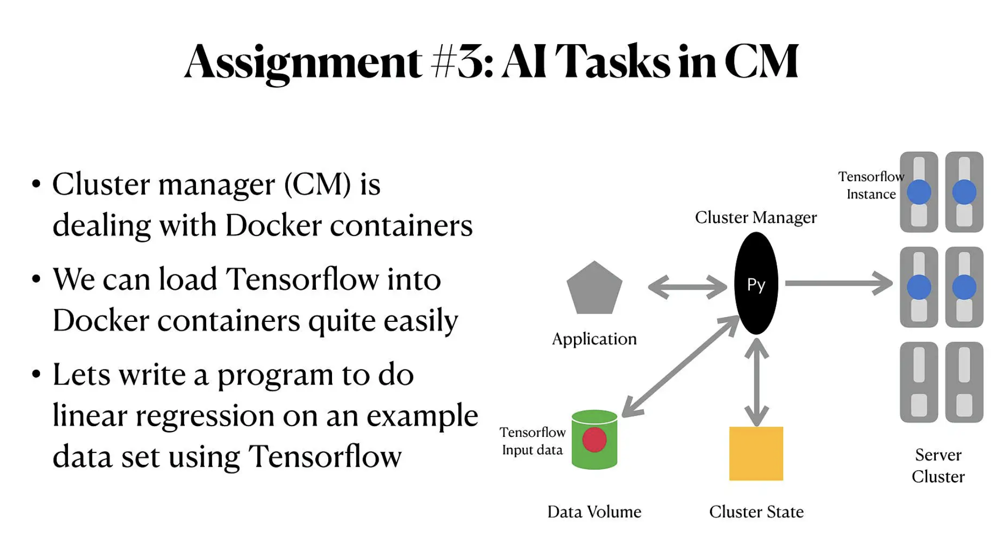 Assignment #3: AI Tasks in CM
• Cluster manager (CM) is
dealing with Docker containers
• We can load Tensorflow into
Docker containers quite easily
• Lets write a program to do
linear regression on an example
data set using Tensorflow
Tensorflow
Instance
Cluster Manager
Py
Application
Tensorflow
Input data
Server
Cluster
Data Volume
Cluster State